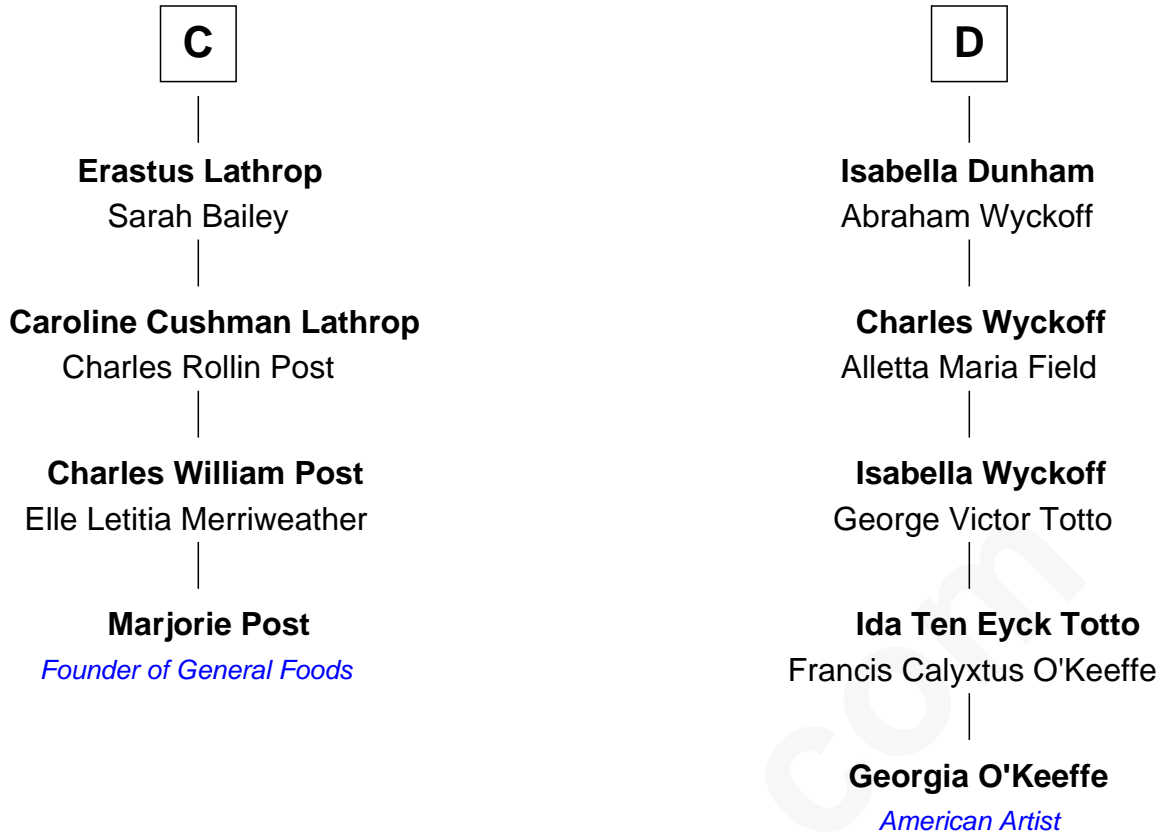 C
Erastus Lathrop
Sarah Bailey
Caroline Cushman Lathrop
Charles Rollin Post
Charles William Post
Elle Letitia Merriweather
Marjorie Post
Founder of General Foods
D
Isabella Dunham
Abraham Wyckoff
Charles Wyckoff
Alletta Maria Field
Isabella Wyckoff
George Victor Totto
Ida Ten Eyck Totto
Francis Calyxtus O'Keeffe
Georgia O'Keeffe
American Artist
com